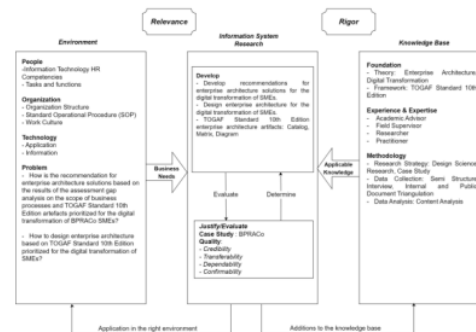 Relevance
Information System
Research
Rigor
Environment
People
-Information Technology HR
Competencies
- Tasks and functions
Organization
- Organization Structure
- Standard Operational Procedure (SOP)
- Work Culture
Technology
- Application
- Information
Problem
- How is the recommendation for
enterprise architecture solutions based on
the results of the assessment gap
analysis on the scope of business
processes and TOGAF Standard 10th
Edition artefacts prioritized for the digital
transformation of BPRACo SMEs?
- How to design enterprise architecture
based on TOGAF Standard 10th Edition
prioritized for the digital transformation of
SMEs?
Business
Needs
Develop
- Develop recommendations for
enterprise architecture solutions for the
digital transformation of SMEs.
- Design enterprise architecture for the
digital transformation of SMEs.
- TOGAF Standard 10th Edition
enterprise architecture artifacts: Catalog,
Matrix, Diagram
Evaluate
Determine
Justify/Evaluate
Case Study : BPRACo
Quality:
- Credibility
- Transferability
- Dependability
- Confirmability
Applicable
Knowledge
Knowledge Base
Foundation
- Theory: Enterprise Architecture,
Digital Transformation
- Framework: TOGAF Standard 10th
Edition
Experience & Expertise
- Academic Advisor
- Field Supervisor
- Researcher
- Practitioner
Methodology
- Research Strategy: Design Science
Research, Case Study
- Data Collection: Semi Structure
Interview, Internal and Public
Document Triangulation
- Data Analysis: Content Analysis
Application in the right environment
Additions to the knowledge base